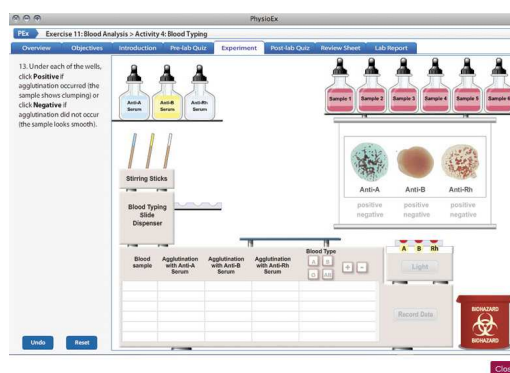 PhysioEx
PEx Exercise 11: Blood Analysis > Activity 4: Blood Typing
Overview Objectives Introduction Pre-lab Quiz Experiment Post-lab Quiz Review Sheet Lab Report
13. Under each of the wells,
click Positive if
agglutination occurred (the
sample shows clumping) or
click Negative if
agglutination did not occur
(the sample looks smooth).
Anti-A Serum
Anti-B Serum
Anti-Rh Serum
Sample 1 Sample 2 Sample 3 Sample 4 Sample 5 Sample 6
Stirring Sticks
Blood Typing
Slide
Dispenser
Anti-A Anti-B Anti-Rh
positive positive positive
negative negative negative
Blood sample
Agglutination with Anti-A Serum
Agglutination with Anti-B Serum
Agglutination with Anti-Rh Serum
Blood Type
A B
O AB
+ -
A B Rh
Light
Record Data
BIOHAZARD
BIOHAZARD
Undo Reset
Clos